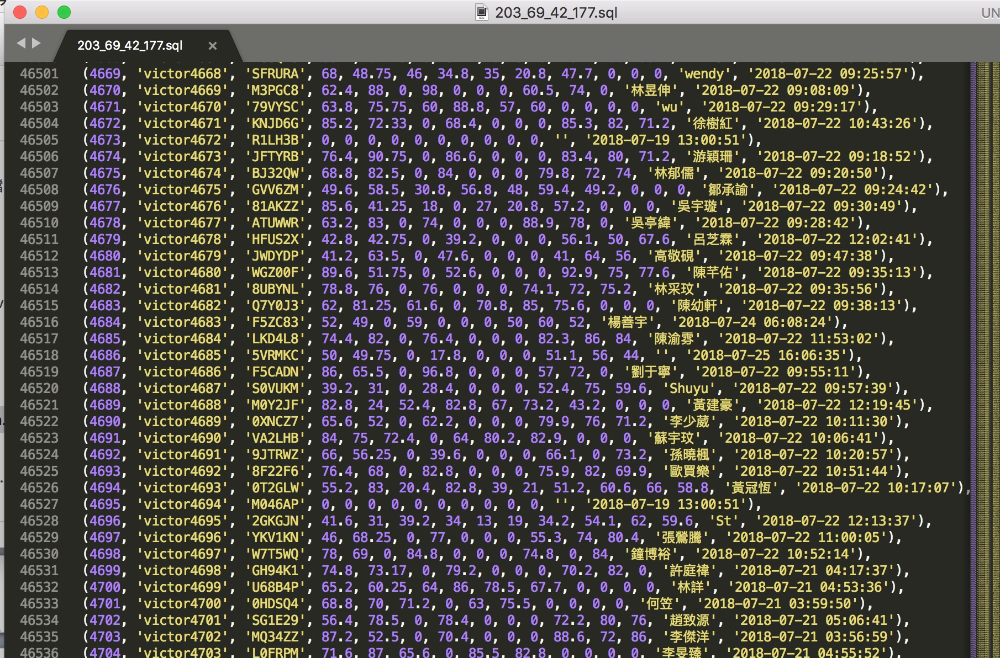 203_69_42_177.sql
UN
203_69_42_177.sql ×
46501 (4669, 'victor4668', 'SFRURA', 68, 48.75, 46, 34.8, 35, 20.8, 47.7, 0, 0, 0, 'wendy', '2018-07-22 09:25:57'),
46502 (4670, 'victor4669', 'M3PGC8', 62.4, 88, 0, 98, 0, 0, 0, 60.5, 74, 0, '林昱伸', '2018-07-22 09:08:09'),
46503 (4671, 'victor4670', '79VYSC', 63.8, 75.75, 60, 88.8, 57, 60, 0, 0, 0, 0, 'wu', '2018-07-22 09:29:17'),
46504 (4672, 'victor4671', 'KNJD6G', 85.2, 72.33, 0, 68.4, 0, 0, 0, 85.3, 82, 71.2, '徐樹紅', '2018-07-22 10:43:26'),
46505 (4673, 'victor4672', 'R1LH3B', 0, 0, 0, 0, 0, 0, 0, 0, 0, 0, '', '2018-07-19 13:00:51'),
46506 (4674, 'victor4673', 'JFTYRB', 76.4, 90.75, 0, 86.6, 0, 0, 0, 83.4, 80, 71.2, '游穎珊', '2018-07-22 09:18:52'),
46507 (4675, 'victor4674', 'BJ32QW', 68.8, 82.5, 0, 84, 0, 0, 0, 79.8, 72, 74, '林郁儒', '2018-07-22 09:20:50'),
46508 (4676, 'victor4675', 'GVV6ZM', 49.6, 58.5, 30.8, 56.8, 48, 59.4, 49.2, 0, 0, 0, '鄒承諭', '2018-07-22 09:24:42'),
46509 (4677, 'victor4676', '81AKZZ', 85.6, 41.25, 18, 0, 27, 20.8, 57.2, 0, 0, 0, '吳宇璇', '2018-07-22 09:30:49'),
46510 (4678, 'victor4677', 'ATUWWR', 63.2, 83, 0, 74, 0, 0, 0, 88.9, 78, 0, '吳亭緯', '2018-07-22 09:28:42'),
46511 (4679, 'victor4678', 'HFUS2X', 42.8, 42.75, 0, 39.2, 0, 0, 0, 56.1, 50, 67.6, '呂芝霖', '2018-07-22 12:02:41'),
46512 (4680, 'victor4679', 'JWDYDP', 41.2, 63.5, 0, 47.6, 0, 0, 0, 41, 64, 56, '高敬硯', '2018-07-22 09:47:38'),
46513 (4681, 'victor4680', 'WGZ00F', 89.6, 51.75, 0, 52.6, 0, 0, 0, 92.9, 75, 77.6, '陳芊佑', '2018-07-22 09:35:13'),
46514 (4682, 'victor4681', '8UBYNL', 78.8, 76, 0, 76, 0, 0, 0, 74.1, 72, 75.2, '林采玟', '2018-07-22 09:35:56'),
46515 (4683, 'victor4682', 'Q7Y0J3', 62, 81.25, 61.6, 0, 70.8, 85, 75.6, 0, 0, 0, '陳幼軒', '2018-07-22 09:38:13'),
46516 (4684, 'victor4683', 'F5ZC83', 52, 49, 0, 59, 0, 0, 0, 50, 60, 52, '楊善宇', '2018-07-24 06:08:24'),
46517 (4685, 'victor4684', 'LKD4L8', 74.4, 82, 0, 76.4, 0, 0, 0, 82.3, 86, 84, '陳渝雰', '2018-07-22 11:53:02'),
46518 (4686, 'victor4685', '5VRMKC', 50, 49.75, 0, 17.8, 0, 0, 0, 51.1, 56, 44, '', '2018-07-25 16:06:35'),
46519 (4687, 'victor4686', 'F5CADN', 86, 65.5, 0, 96.8, 0, 0, 0, 57, 72, 0, '劉于寧', '2018-07-22 09:55:11'),
46520 (4688, 'victor4687', 'S0VUKM', 39.2, 31, 0, 28.4, 0, 0, 0, 52.4, 75, 59.6, 'Shuyu', '2018-07-22 09:57:39'),
46521 (4689, 'victor4688', 'M0Y2JF', 82.8, 24, 52.4, 82.8, 67, 73.2, 43.2, 0, 0, 0, '黃建豪', '2018-07-22 12:19:45'),
46522 (4690, 'victor4689', '0XNCZ7', 65.6, 52, 0, 62.2, 0, 0, 0, 79.9, 76, 71.2, '李少葳', '2018-07-22 10:11:30'),
46523 (4691, 'victor4690', 'VA2LHB', 84, 75, 72.4, 0, 64, 80.2, 82.9, 0, 0, 0, '蘇宇玟', '2018-07-22 10:06:41'),
46524 (4692, 'victor4691', '9JTRWZ', 66, 56.25, 0, 39.6, 0, 0, 0, 66.1, 0, 73.2, '孫曉楓', '2018-07-22 10:20:57'),
46525 (4693, 'victor4692', '8F22F6', 76.4, 68, 0, 82.8, 0, 0, 0, 75.9, 82, 69.9, '歐買樂', '2018-07-22 10:51:44'),
46526 (4694, 'victor4693', '0T2GLW', 55.2, 83, 20.4, 82.8, 39, 21, 51.2, 60.6, 66, 58.8, '黃冠恆', '2018-07-22 10:17:07'),
46527 (4695, 'victor4694', 'M046AP', 0, 0, 0, 0, 0, 0, 0, 0, 0, 0, '', '2018-07-19 13:00:51'),
46528 (4696, 'victor4695', '2GKGJN', 41.6, 31, 39.2, 34, 13, 19, 34.2, 54.1, 62, 59.6, 'St', '2018-07-22 12:13:37'),
46529 (4697, 'victor4696', 'YKV1KN', 46, 68.25, 0, 77, 0, 0, 0, 55.3, 74, 80.4, '張鶯騰', '2018-07-22 11:00:05'),
46530 (4698, 'victor4697', 'W7T5WQ', 78, 69, 0, 84.8, 0, 0, 0, 74.8, 0, 84, '鐘博裕', '2018-07-22 10:52:14'),
46531 (4699, 'victor4698', 'GH94K1', 74.8, 73.17, 0, 79.2, 0, 0, 0, 70.2, 82, 0, '許庭禕', '2018-07-21 04:17:37'),
46532 (4700, 'victor4699', 'U68B4P', 65.2, 60.25, 64, 86, 78.5, 67.7, 0, 0, 0, 0, '林詳', '2018-07-21 04:53:36'),
46533 (4701, 'victor4700', '0HDSQ4', 68.8, 70, 71.2, 0, 63, 75.5, 0, 0, 0, 0, '何笠', '2018-07-21 03:59:50'),
46534 (4702, 'victor4701', 'SG1E29', 56.4, 78.5, 0, 78.4, 0, 0, 0, 72.2, 80, 76, '趙致源', '2018-07-21 05:06:41'),
46535 (4703, 'victor4702', 'MQ34ZZ', 87.2, 52.5, 0, 70.4, 0, 0, 0, 88.6, 72, 86, '李傑洋', '2018-07-21 03:56:59'),
46536 (4704, 'victor4703', 'L0FRPM', 71.6, 87, 65.6, 0, 85.5, 82.8, 0, 0, 0, 0, '李旻臻', '2018-07-21 04:55:52'),